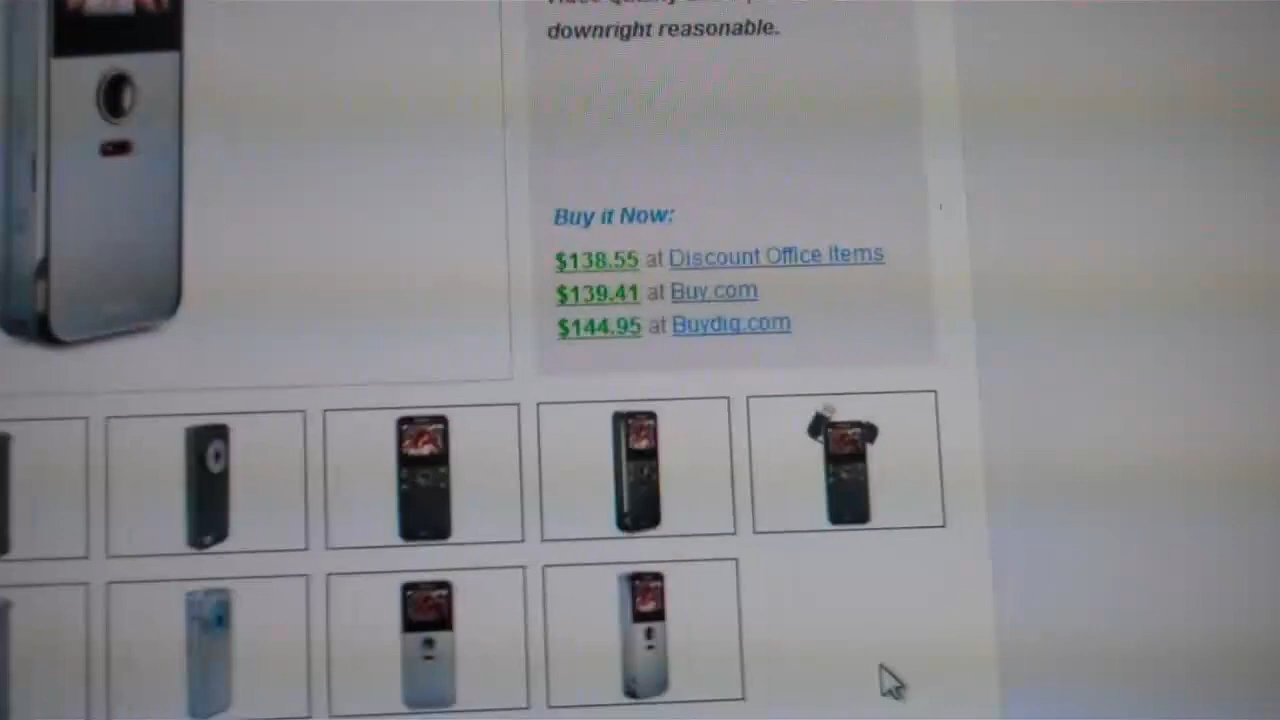 downright reasonable.
Buy it Now:
$138.55 at Discount Office Items
$139.41 at Buy.com
$144.95 at Buydig.com